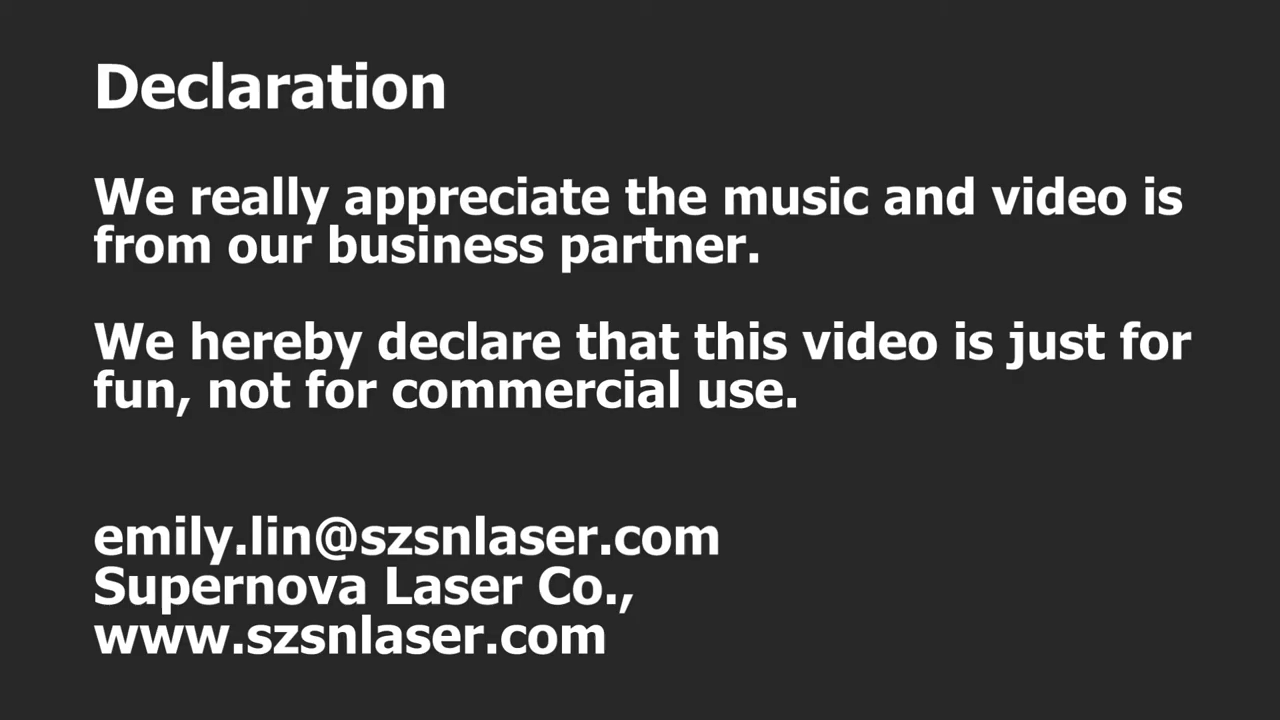 Declaration
We really appreciate the music and video is
from our business partner.
We hereby declare that this video is just for
fun, not for commercial use.
emily.lin@szsnlaser.com
Supernova Laser Co.,
www.szsnlaser.com